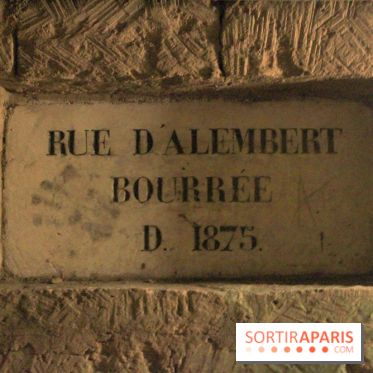 RUE D'ALEMBERT
BOURRÉE
D. 1875.
SORTIRAPARIS
.COM